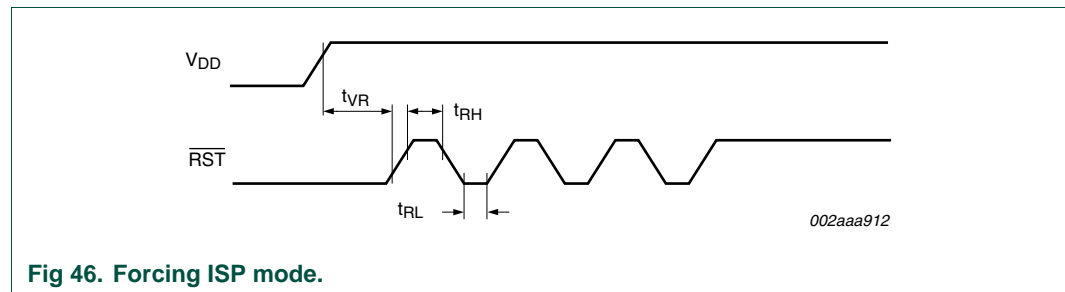 VDD
tVR
tRH
RST
tRL
002aaa912
Fig 46. Forcing ISP mode.